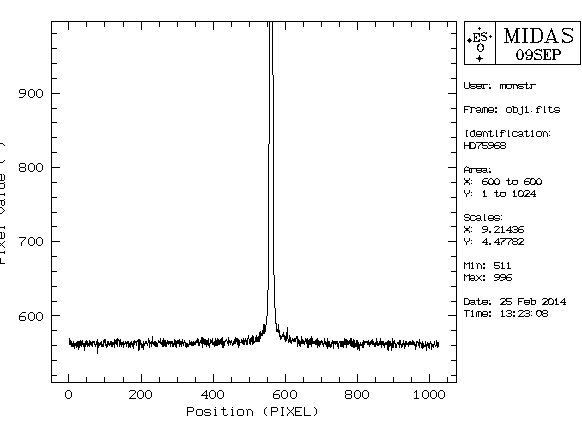 900
800
700
600
0 200 400 600 800 1000
Position (PIXEL)
Pixel Value ( )
ESO
MIDAS
09SEP
User: monstr
Frame: obj1.fits
Identification:
HD75968
Area:
X: 600 to 600
Y: 1 to 1024
Scales:
X: 9.21436
Y: 4.47782
Min: 511
Max: 996
Date: 25 Feb 2014
Time: 13:23:08